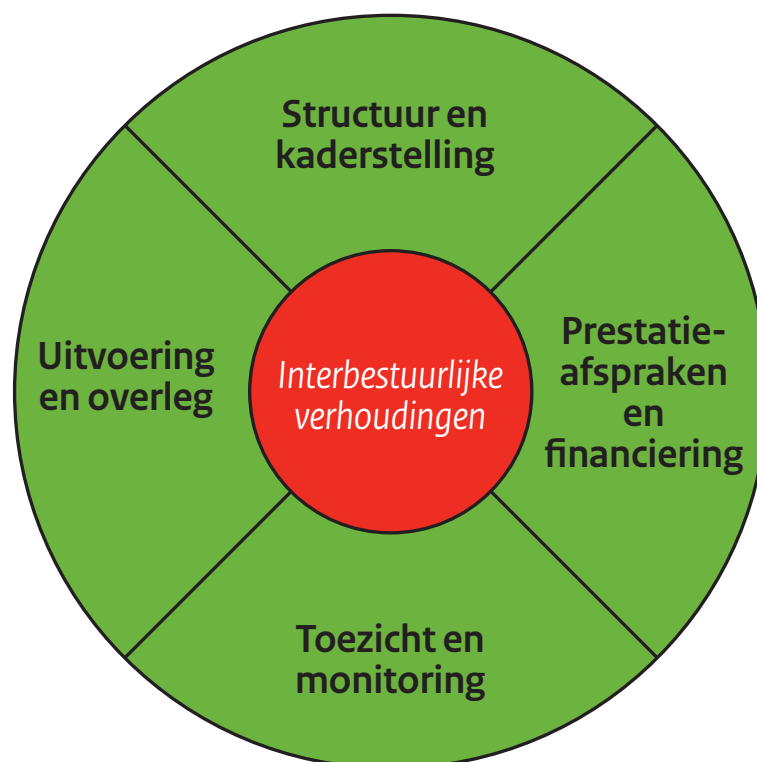 Structuur en
kaderstelling
Prestatie-
afspraken
en
financiering
Toezicht en
monitoring
Uitvoering
en overleg
Interbestuurlijke
verhoudingen